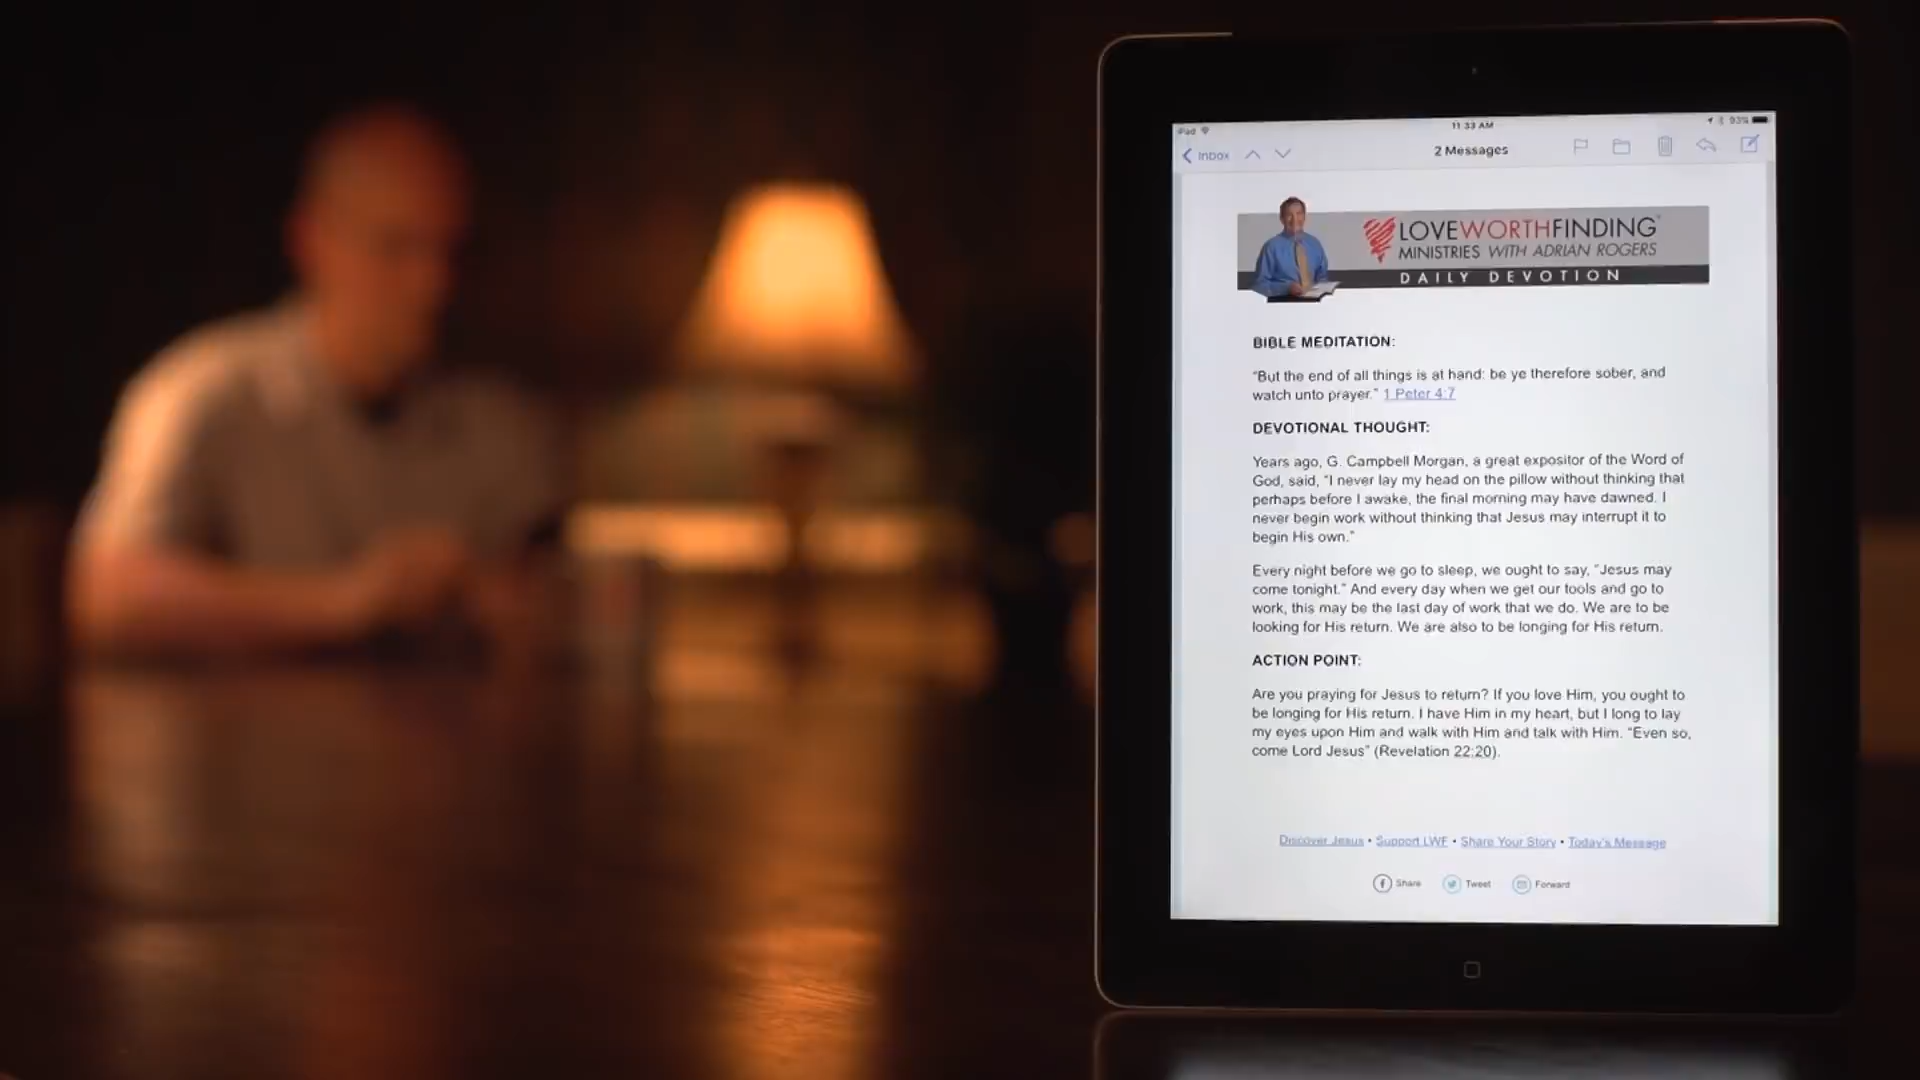 iPad
11:33 AM
93%
Inbox
2 Messages
LOVEWORTHFINDING
MINISTRIES WITH ADRIAN ROGERS
DAILY DEVOTION
BIBLE MEDITATION:
"But the end of all things is at hand: be ye therefore sober, and
watch unto prayer." 1 Peter 4:7
DEVOTIONAL THOUGHT:
Years ago, G. Campbell Morgan, a great expositor of the Word of
God, said, "I never lay my head on the pillow without thinking that
perhaps before I awake, the final morning may have dawned. I
never begin work without thinking that Jesus may interrupt it to
begin His own."
Every night before we go to sleep, we ought to say, "Jesus may
come tonight." And every day when we get our tools and go to
work, this may be the last day of work that we do. We are to be
looking for His return. We are also to be longing for His return.
ACTION POINT:
Are you praying for Jesus to return? If you love Him, you ought to
be longing for His return. I have Him in my heart, but I long to lay
my eyes upon Him and walk with Him and talk with Him. "Even so,
come Lord Jesus" (Revelation 22:20).
Discover Jesus • Support LWF • Share Your Story • Today's Message
Share Tweet Forward